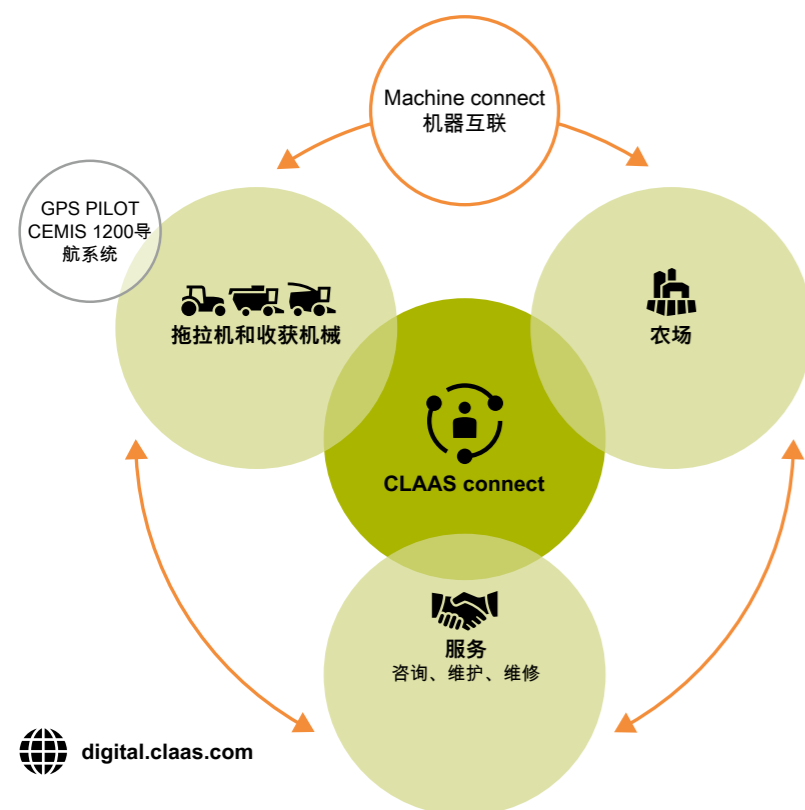 Machine connect
机器互联
GPS PILOT
CEMIS 1200导
航系统
拖拉机和收获机械
农场
CLAAS connect
服务
咨询、维护、维修
digital.claas.com